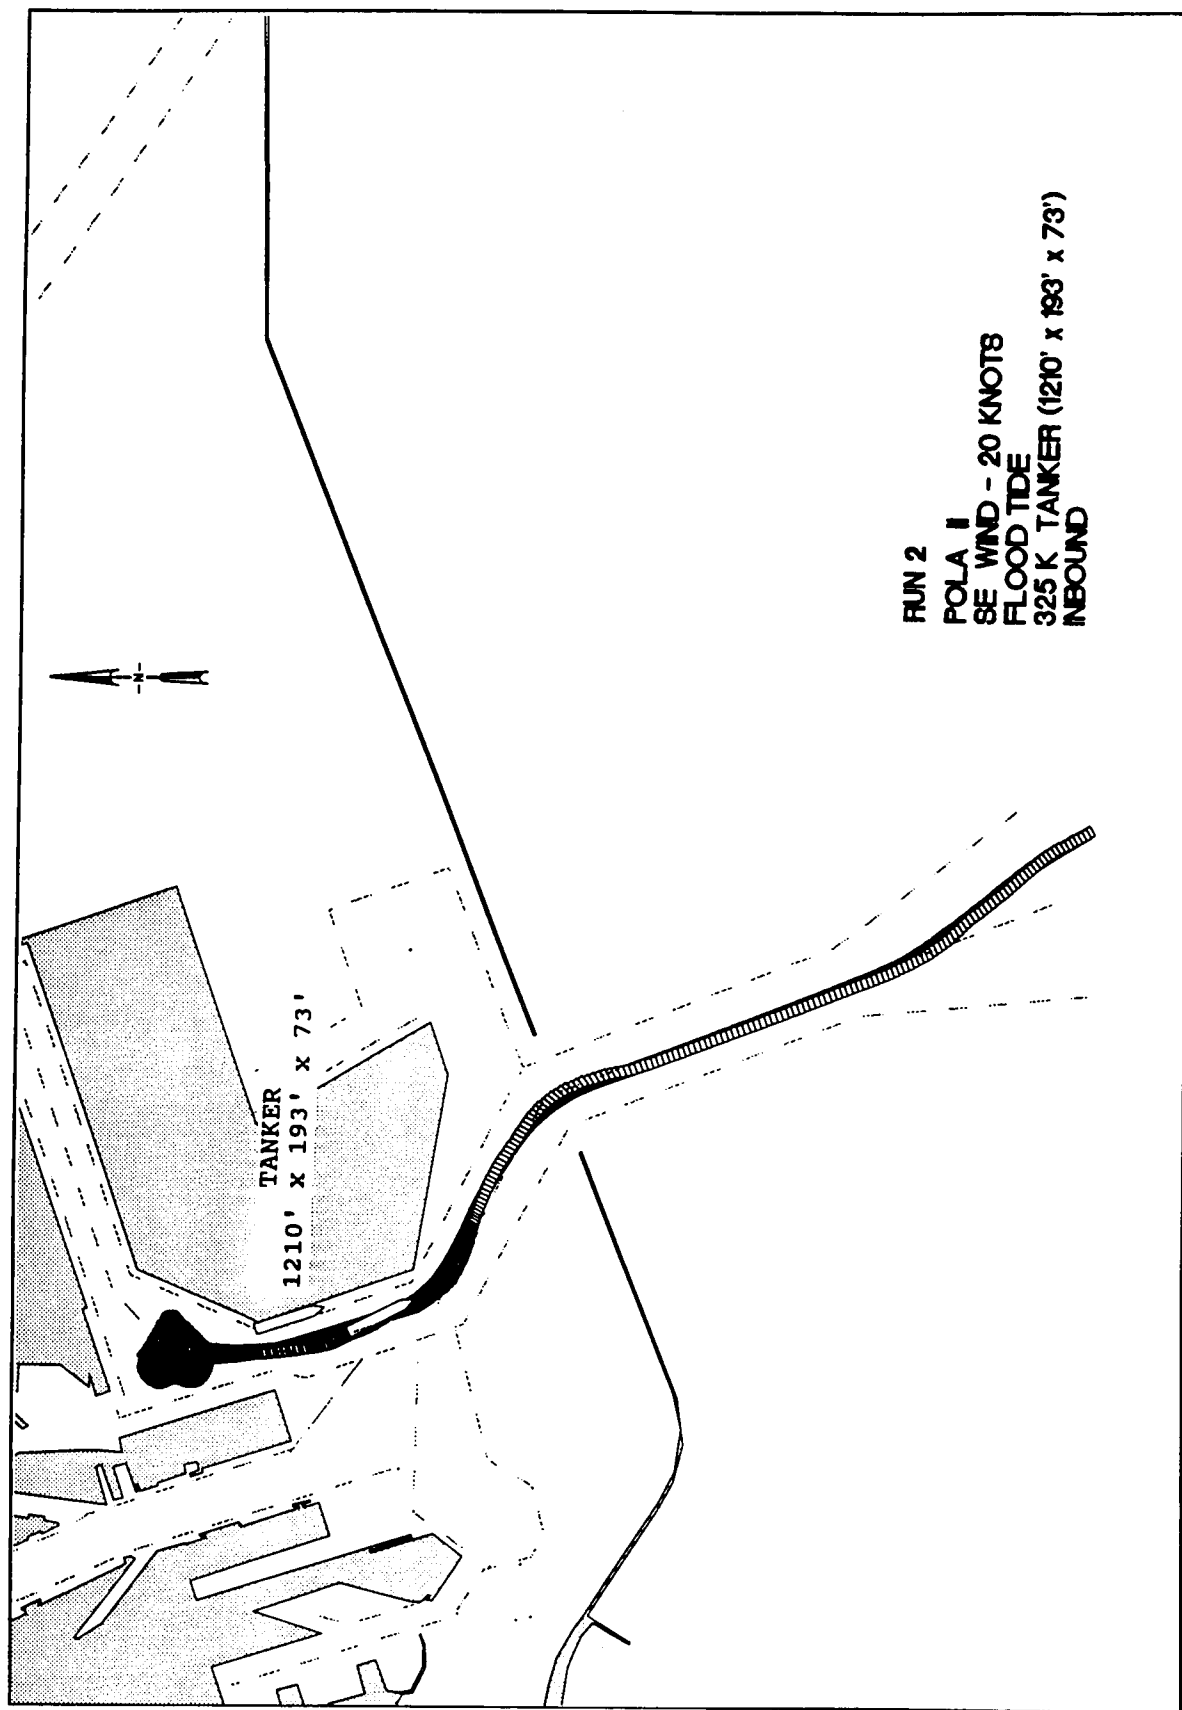 N
TANKER
1210' x 193' x 73'
RUN 2
POLA II
SE WIND - 20 KNOTS
FLOOD TIDE
325 K TANKER (1210' x 193' x 73')
INBOUND